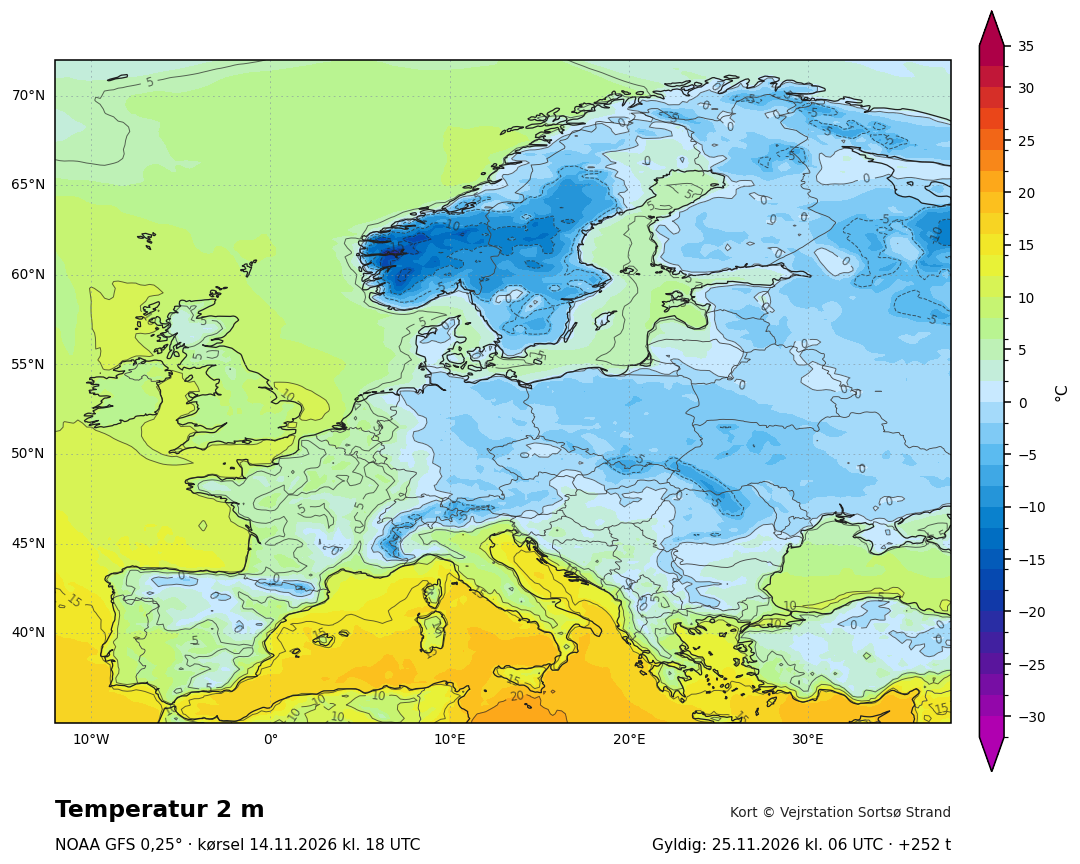 70°N
65°N
60°N
55°N
50°N
45°N
40°N
10°W
0°
10°E
20°E
30°E
35
30
25
20
15
10
5
0
−5
−10
−15
−20
−25
−30
°C
Temperatur 2 m
Kort © Vejrstation Sortsø Strand
NOAA GFS 0,25° · kørsel 14.11.2026 kl. 18 UTC
Gyldig: 25.11.2026 kl. 06 UTC · +252 t